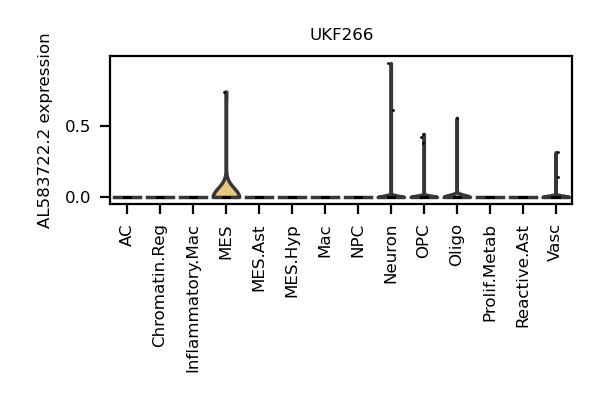 UKF266
AL583722.2 expression
0.5
0.0
AC
Chromatin.Reg
Inflammatory.Mac
MES
MES.Ast
MES.Hyp
Mac
NPC
Neuron
OPC
Oligo
Prolif.Metab
Reactive.Ast
Vasc